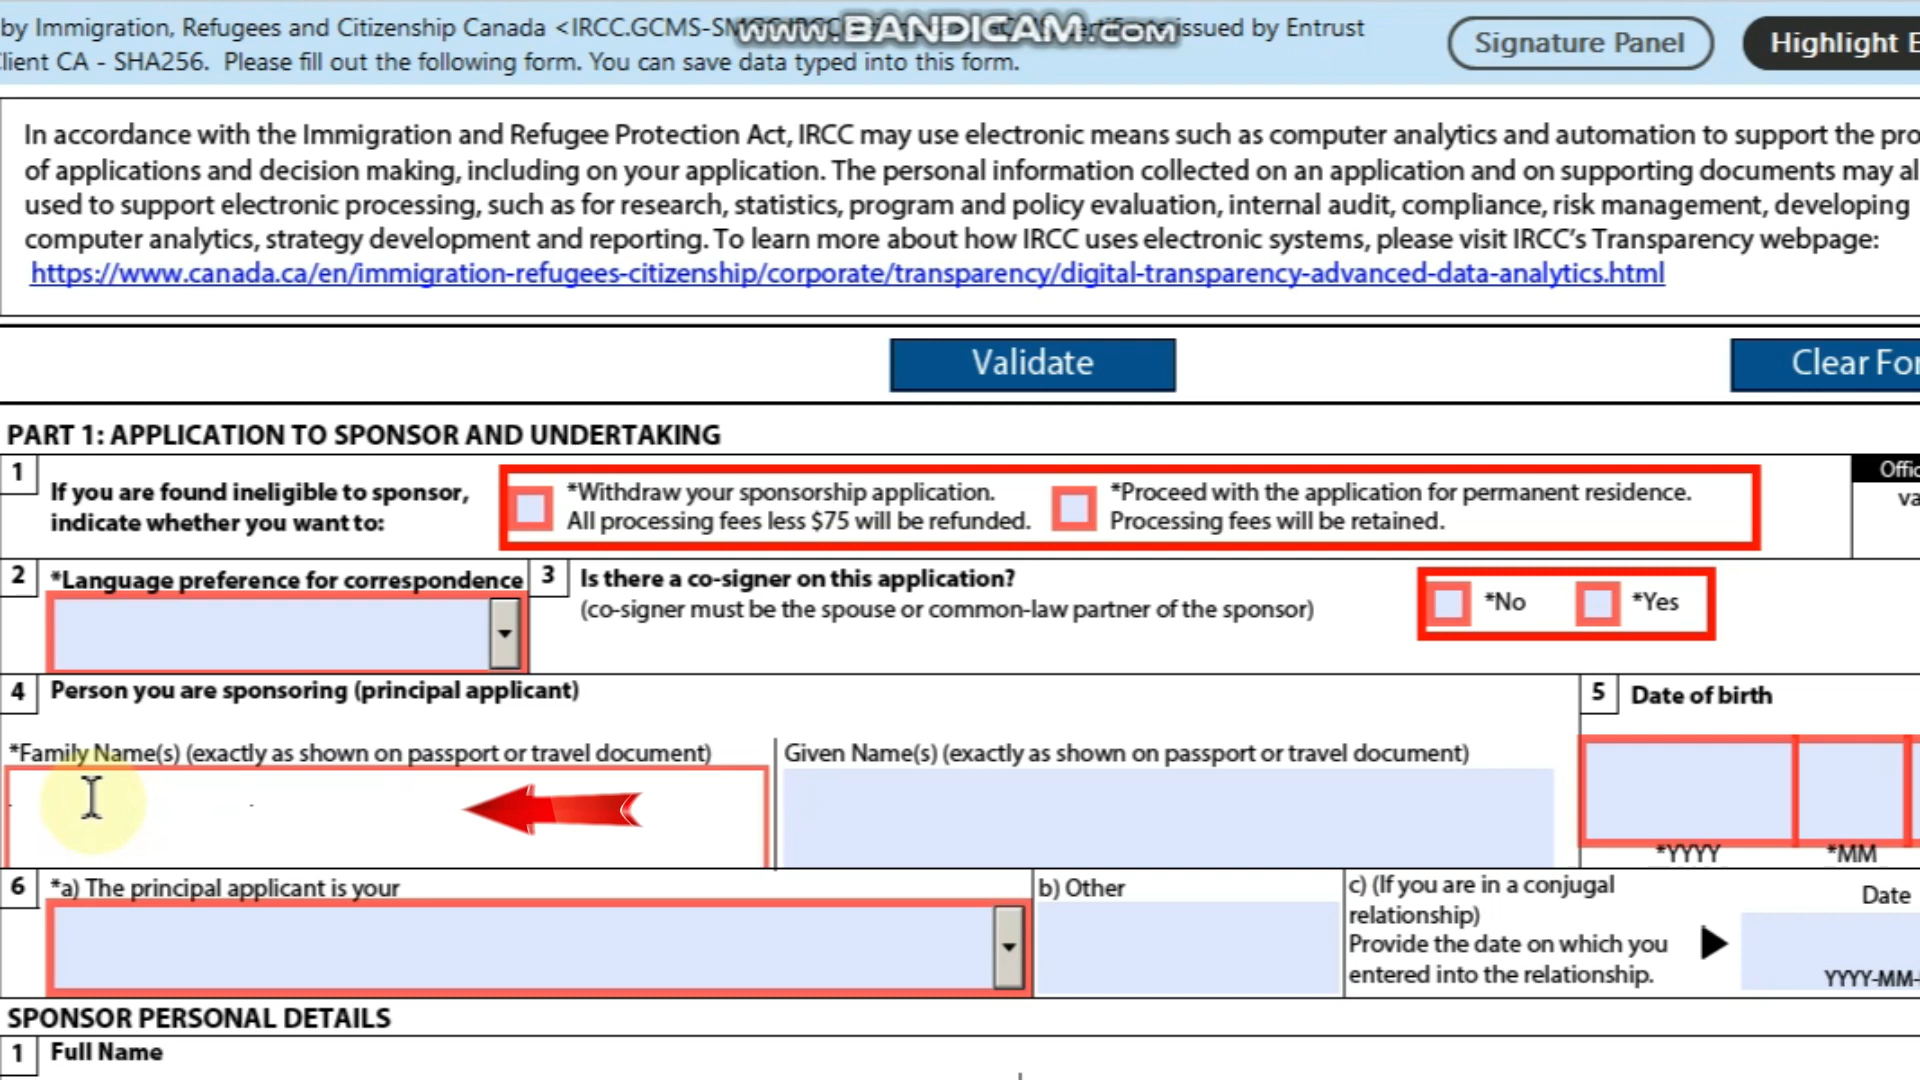 by Immigration, Refugees and Citizenship Canada <IRCC.GCMS-SM issued by Entrust
www.BANDICAM.com
Client CA - SHA256. Please fill out the following form. You can save data typed into this form.
Signature Panel
Highlight E
In accordance with the Immigration and Refugee Protection Act, IRCC may use electronic means such as computer analytics and automation to support the pro
of applications and decision making, including on your application. The personal information collected on an application and on supporting documents may al
used to support electronic processing, such as for research, statistics, program and policy evaluation, internal audit, compliance, risk management, developing
computer analytics, strategy development and reporting. To learn more about how IRCC uses electronic systems, please visit IRCC's Transparency webpage:
https://www.canada.ca/en/immigration-refugees-citizenship/corporate/transparency/digital-transparency-advanced-data-analytics.html
Validate
Clear For
PART 1: APPLICATION TO SPONSOR AND UNDERTAKING
1
If you are found ineligible to sponsor,
indicate whether you want to:
*Withdraw your sponsorship application.
All processing fees less $75 will be refunded.
*Proceed with the application for permanent residence.
Processing fees will be retained.
Offic
va
2
*Language preference for correspondence
3
Is there a co-signer on this application?
(co-signer must be the spouse or common-law partner of the sponsor)
*No
*Yes
4
Person you are sponsoring (principal applicant)
5
Date of birth
*Family Name(s) (exactly as shown on passport or travel document)
Given Name(s) (exactly as shown on passport or travel document)
*YYYY
*MM
6
*a) The principal applicant is your
b) Other
c) (If you are in a conjugal
relationship)
Provide the date on which you
entered into the relationship.
Date
YYYY-MM-
SPONSOR PERSONAL DETAILS
1
Full Name